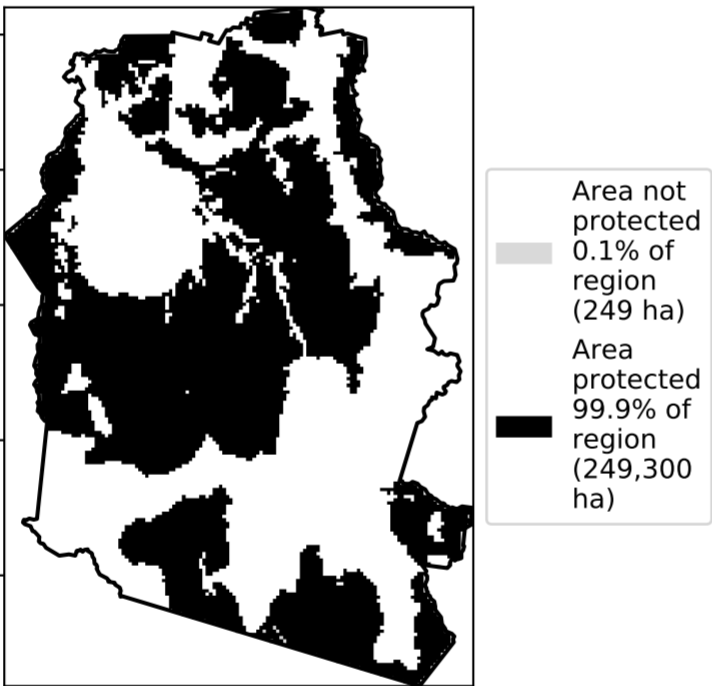 Area not
protected
0.1% of
region
(249 ha)
Area
protected
99.9% of
region
(249,300
ha)